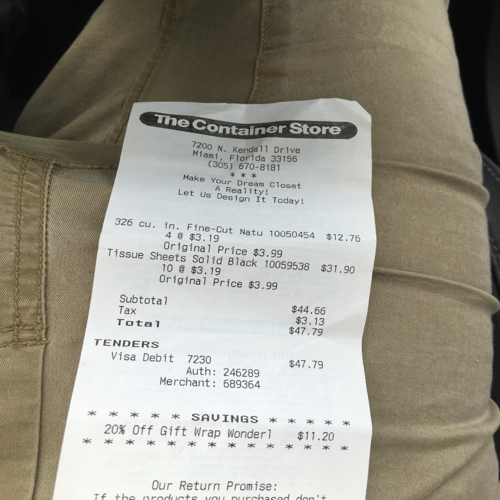 The Container Store
7200 N. Kendall Drive
Miami, Florida 33156
(305) 670-8181
* * *
Make Your Dream Closet
A Reality!
Let Us Design It Today!
326 cu. in. Fine-Cut Natu 10050454 $12.76
4 @ $3.19
Original Price $3.99
Tissue Sheets Solid Black 10059538 $31.90
10 @ $3.19
Original Price $3.99
Subtotal $44.66
Tax $3.13
Total $47.79
TENDERS
Visa Debit 7230 $47.79
Auth: 246289
Merchant: 689364
* * * * * * * SAVINGS * * * * * *
20% Off Gift Wrap Wonderl $11.20
* * * * * * * * * * * * * * * * *
Our Return Promise:
If the products you purchased don't